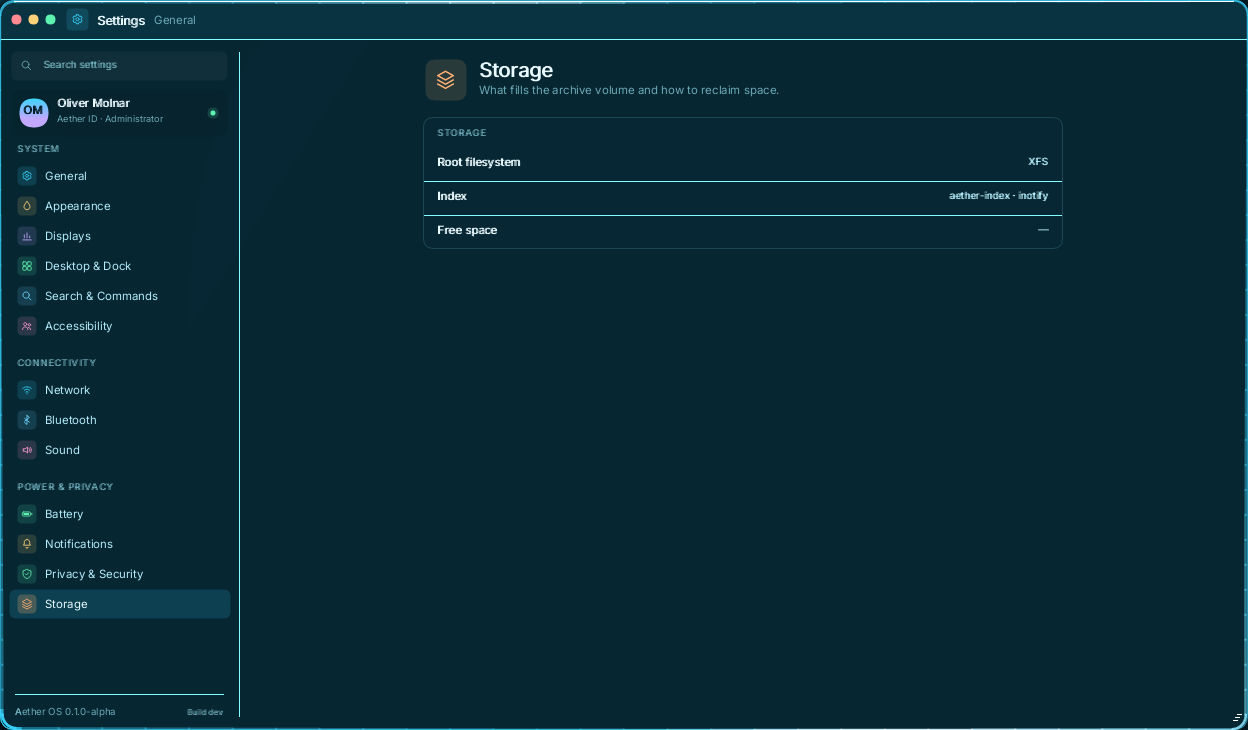 Settings General
Search settings
OM
Oliver Molnar
Aether ID · Administrator
SYSTEM
General
Appearance
Displays
Desktop & Dock
Search & Commands
Accessibility
CONNECTIVITY
Network
Bluetooth
Sound
POWER & PRIVACY
Battery
Notifications
Privacy & Security
Storage
Aether OS 0.1.0-alpha Build dev
Storage
What fills the archive volume and how to reclaim space.
STORAGE
Root filesystem XFS
Index aether-index · inotify
Free space —